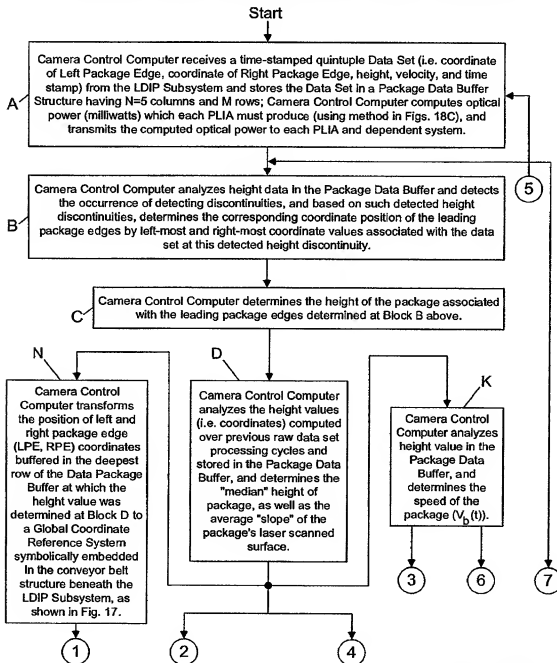 Start
Camera Control Computer receives a time-stamped quintuple Data Set (i.e. coordinate
of Left Package Edge, coordinate of Right Package Edge, height, velocity, and time
stamp) from the LDIP Subsystem and stores the Data Set in a Package Data Buffer
Structure having N=5 columns and M rows; Camera Control Computer computes optical
power (milliwatts) which each PLIA must produce (using method in Figs. 18C), and
transmits the computed optical power to each PLIA and dependent system.
A
5
Camera Control Computer analyzes height data in the Package Data Buffer and detects
the occurrence of detecting discontinuities, and based on such detected height
discontinuities, determines the corresponding coordinate position of the leading
package edges by left-most and right-most coordinate values associated with the data
set at this detected height discontinuity.
B
Camera Control Computer determines the height of the package associated
with the leading package edges determined at Block B above.
C
N
Camera Control
Computer transforms
the position of left and
right package edge
(LPE, RPE) coordinates
buffered in the deepest
row of the Data Package
Buffer at which the
height value was
determined at Block D to
a Global Coordinate
Reference System
symbolically embedded
in the conveyor belt
structure beneath the
LDIP Subsystem, as
shown in Fig. 17.
D
Camera Control Computer
analyzes the height values
(i.e. coordinates) computed
over previous raw data set
processing cycles and
stored in the Package Data
Buffer, and determines the
"median" height of
package, as well as the
average "slope" of the
package's laser scanned
surface.
K
Camera Control
Computer analyzes
height value in the
Package Data
Buffer, and
determines the
speed of the
package (Vb(t)).
3
6
7
1
2
4